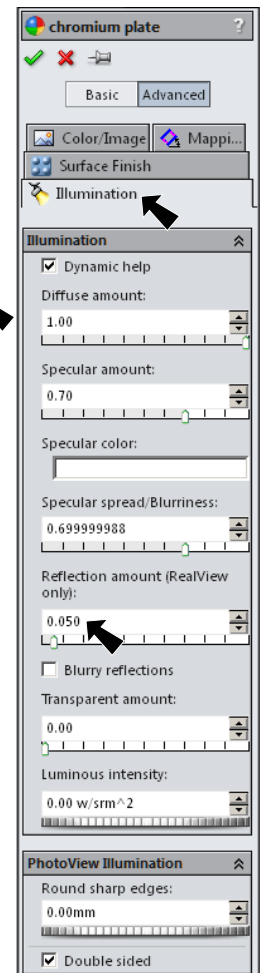 chromium plate ?
Basic Advanced
Color/Image Mappi...
Surface Finish
Illumination
Illumination
Dynamic help
Diffuse amount:
1.00
Specular amount:
0.70
Specular color:
Specular spread/Blurriness:
0.699999988
Reflection amount (RealView
only):
0.050
Blurry reflections
Transparent amount:
0.00
Luminous intensity:
0.00 w/srm^2
PhotoView Illumination
Round sharp edges:
0.00mm
Double sided